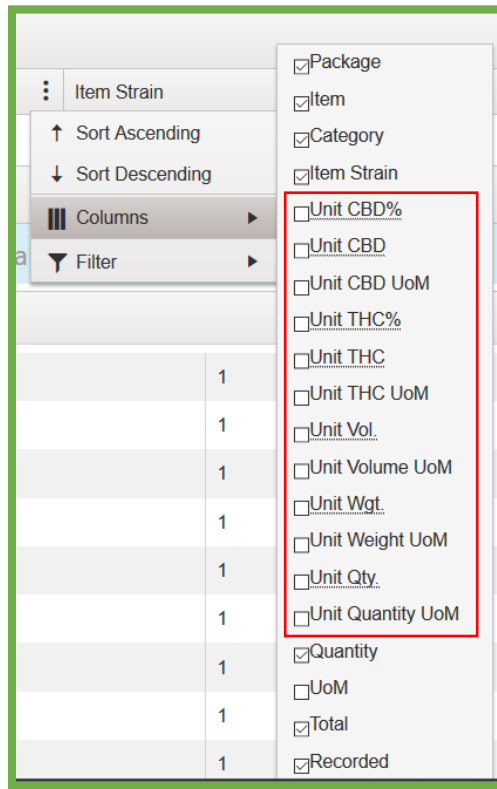 Item Strain
Sort Ascending
Sort Descending
Columns
Filter
a
1
1
1
1
1
1
1
1
1
Package
Item
Category
Item Strain
Unit CBD%
Unit CBD
Unit CBD UoM
Unit THC%
Unit THC
Unit THC UoM
Unit Vol.
Unit Volume UoM
Unit Wgt.
Unit Weight UoM
Unit Qty.
Unit Quantity UoM
Quantity
UoM
Total
Recorded